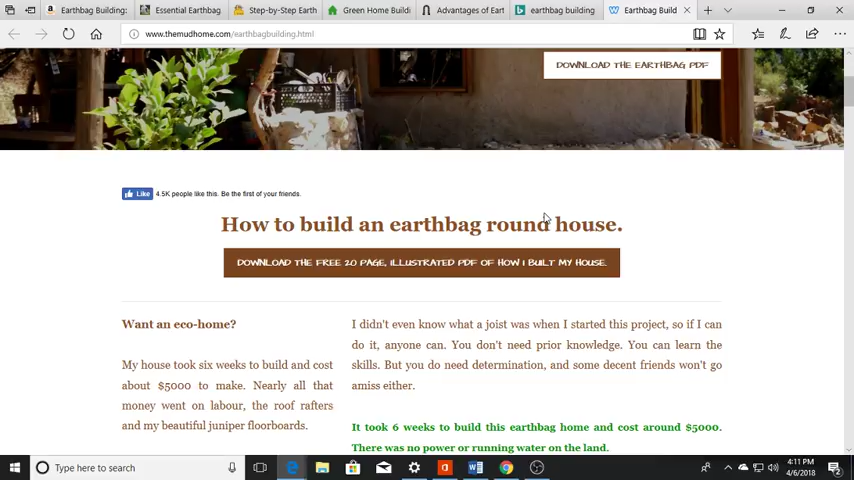 Earthbag Building:
Essential Earthbag
Step-by-Step Earth
Green Home Buildi
Advantages of Eart
earthbag building
Earthbag Build
www.themudhome.com/earthbagbuilding.html
DOWNLOAD THE EARTHBAG PDF
Like
4.5K people like this. Be the first of your friends.
How to build an earthbag round house.
DOWNLOAD THE FREE 20 PAGE, ILLUSTRATED PDF OF HOW I BUILT MY HOUSE.
Want an eco-home?
My house took six weeks to build and cost
about $5000 to make. Nearly all that
money went on labour, the roof rafters
and my beautiful juniper floorboards.
I didn't even know what a joist was when I started this project, so if I can
do it, anyone can. You don't need prior knowledge. You can learn the
skills. But you do need determination, and some decent friends won't go
amiss either.
It took 6 weeks to build this earthbag home and cost around $5000.
There was no power or running water on the land.
Type here to search
4:11 PM
4/6/2018
2